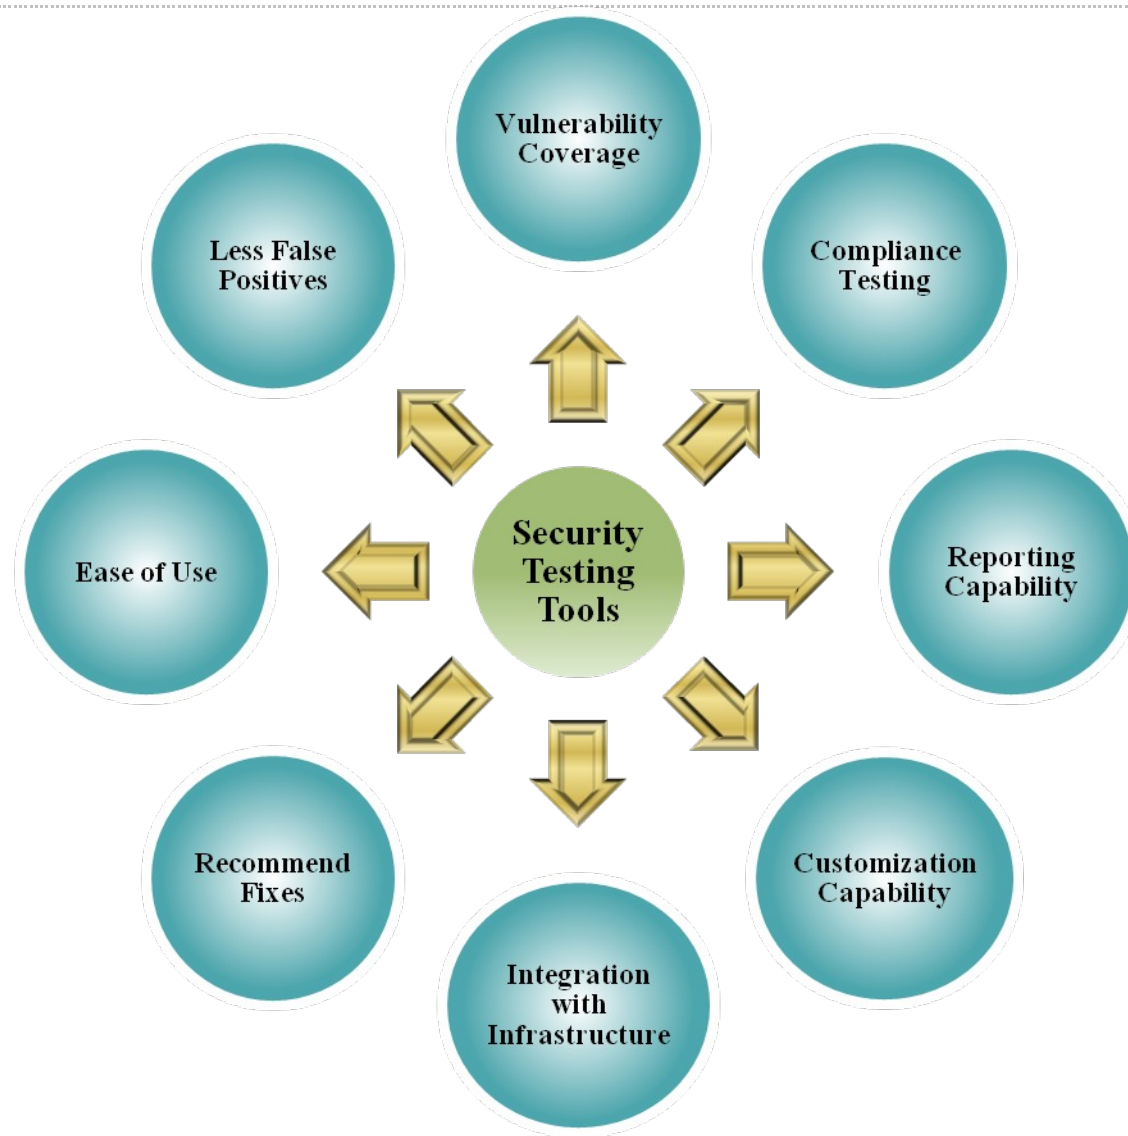 Vulnerability
Coverage
Less False
Positives
Compliance
Testing
Security
Testing
Tools
Ease of Use
Reporting
Capability
Recommend
Fixes
Customization
Capability
Integration
with
Infrastructure